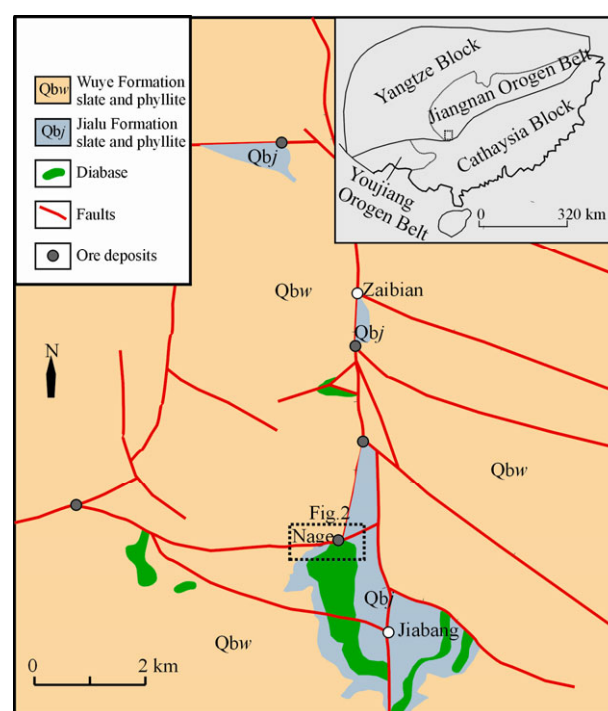 Qbw
Wuye Formation
slate and phyllite
Qbj
Jialu Formation
slate and phyllite
Diabase
Faults
Ore deposits
Yangtze Block
Jiangnan Orogen Belt
Cathaysia Block
Youjiang
Orogen Belt
0 320 km
Qbj
Qbw
Zaibian
Qbj
N
Qbw
Fig.2
Nage
Qbj
Jiabang
Qbw
0 2 km